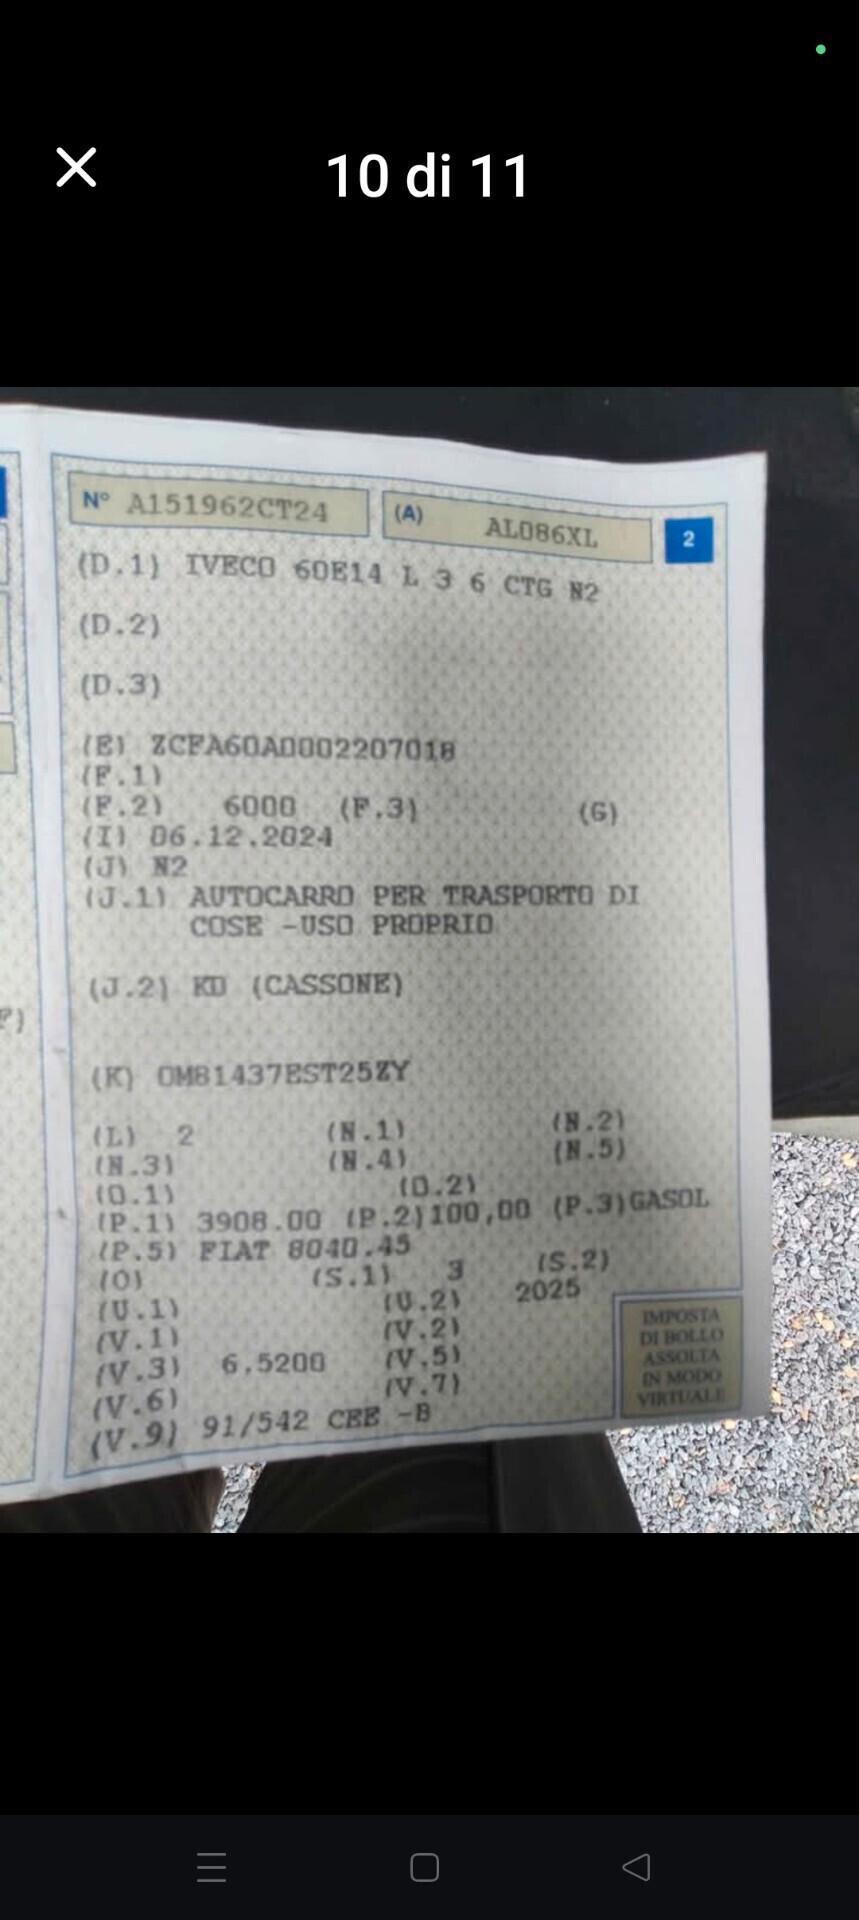 10 di 11
N° A151962CT24 (A) AL086XL 2
(D.1) IVECO 60E14 L 3 6 CTG N2
(D.2)
(D.3)
(E) ZCFA60A0002207018
(F.1)
(F.2) 6000 (F.3) (G)
(I) 06.12.2024
(J) N2
(J.1) AUTOCARRO PER TRASPORTO DI
COSE -USO PROPRIO
(J.2) KD (CASSONE)
(K) OM81437EST25ZY
(L) 2 (N.1) (N.2)
(N.3) (N.4) (N.5)
(O.1) (O.2)
(P.1) 3908.00 (P.2)100,00 (P.3)GASOL
(P.5) FIAT 8040.45
(Q) (S.1) 3 (S.2)
(U.1) (U.2) 2025
(V.1) (V.2)
(V.3) 6.5200 (V.5)
(V.6) (V.7)
(V.9) 91/542 CEE -B
IMPOSTA
DI BOLLO
ASSOLTA
IN MODO
VIRTUALE
F)